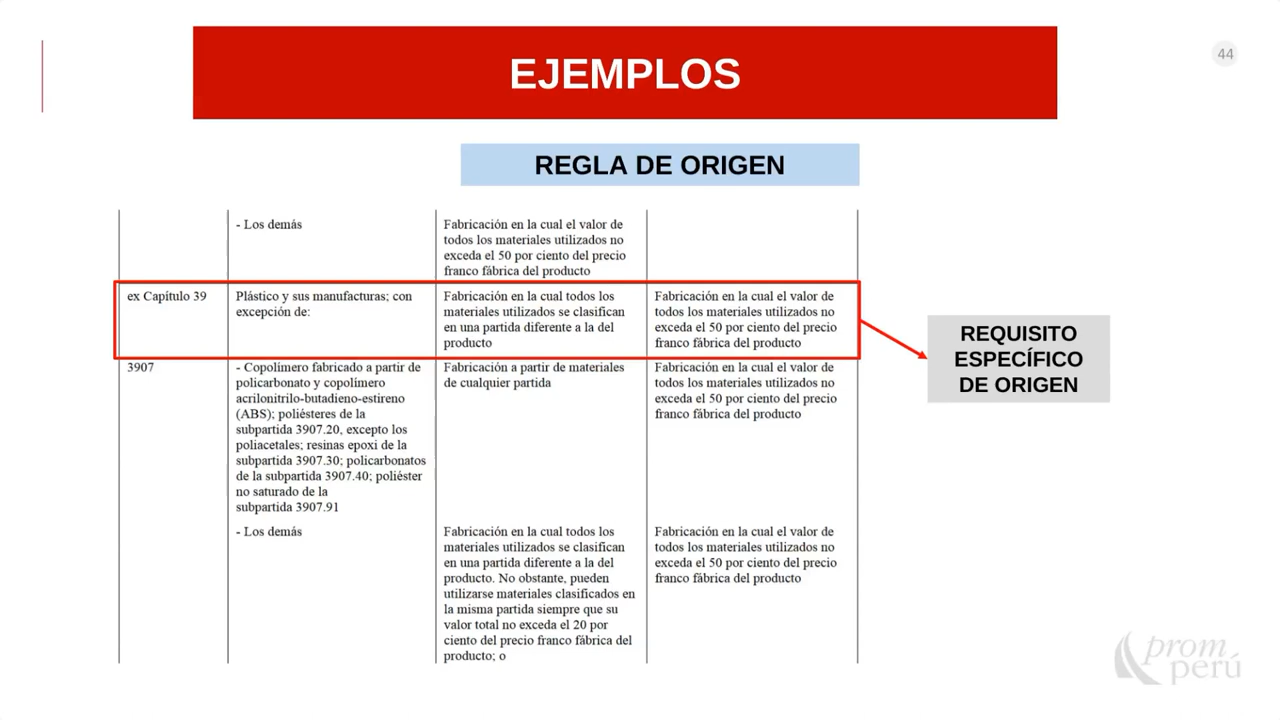 EJEMPLOS
44
REGLA DE ORIGEN
- Los demás
Fabricación en la cual el valor de
todos los materiales utilizados no
exceda el 50 por ciento del precio
franco fábrica del producto
ex Capítulo 39
Plástico y sus manufacturas; con
excepción de:
Fabricación en la cual todos los
materiales utilizados se clasifican
en una partida diferente a la del
producto
Fabricación en la cual el valor de
todos los materiales utilizados no
exceda el 50 por ciento del precio
franco fábrica del producto
REQUISITO
ESPECÍFICO
DE ORIGEN
3907
- Copolímero fabricado a partir de
policarbonato y copolímero
acrilonitrilo-butadieno-estireno
(ABS); poliésteres de la
subpartida 3907.20, excepto los
poliacetales; resinas epoxi de la
subpartida 3907.30; policarbonatos
de la subpartida 3907.40; poliéster
no saturado de la
subpartida 3907.91
Fabricación a partir de materiales
de cualquier partida
Fabricación en la cual el valor de
todos los materiales utilizados no
exceda el 50 por ciento del precio
franco fábrica del producto
- Los demás
Fabricación en la cual todos los
materiales utilizados se clasifican
en una partida diferente a la del
producto. No obstante, pueden
utilizarse materiales clasificados en
la misma partida siempre que su
valor total no exceda el 20 por
ciento del precio franco fábrica del
producto; o
Fabricación en la cual el valor de
todos los materiales utilizados no
exceda el 50 por ciento del precio
franco fábrica del producto
prom
perú